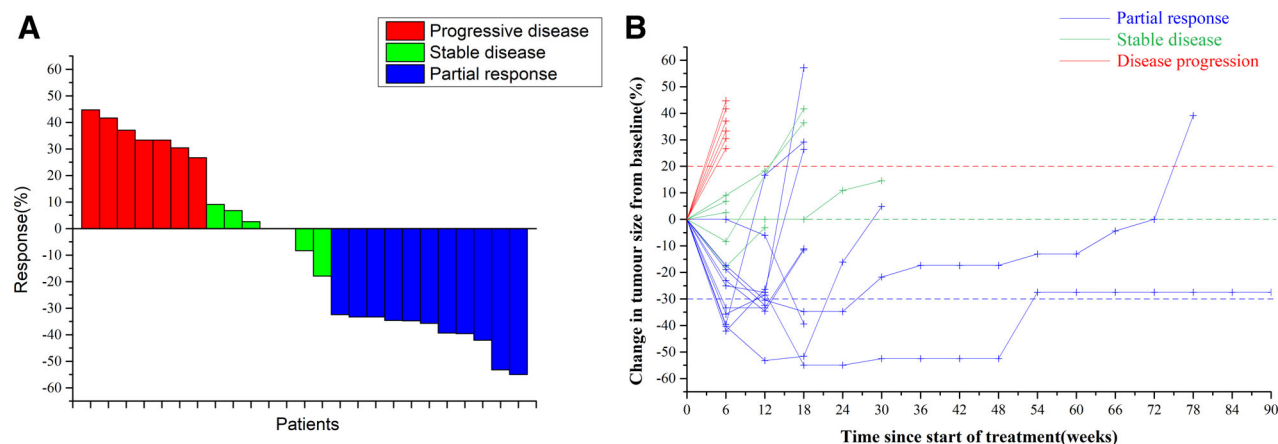 A
Progressive disease
Stable disease
Partial response
60
50
40
30
20
10
0
-10
-20
-30
-40
-50
-60
Response(%)
Patients
B
Partial response
Stable disease
Disease progression
60
50
40
30
20
10
0
-10
-20
-30
-40
-50
-60
Change in tumour size from baseline(%)
0 6 12 18 24 30 36 42 48 54 60 66 72 78 84 90
Time since start of treatment(weeks)